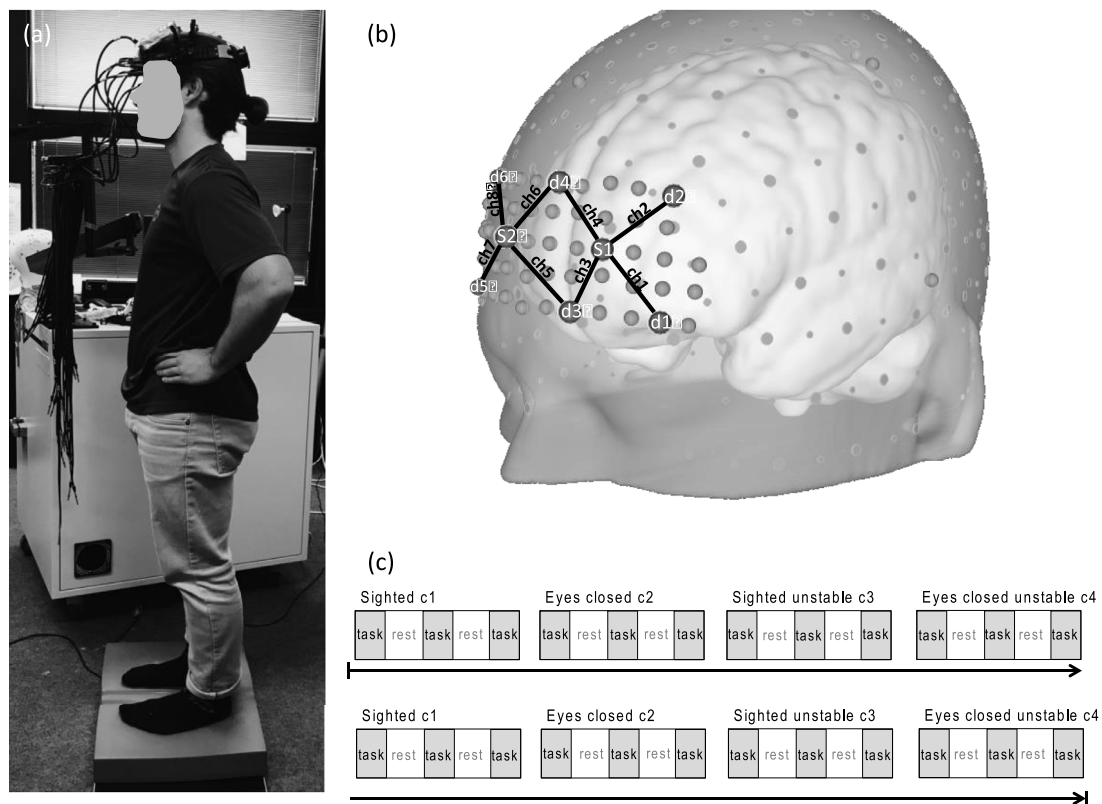 (a)
(b)
d6
d4
d2
ch8
ch6
ch4
ch2
S2
S1
ch7
ch5
ch3
ch1
d5
d3
d1
(c)
Sighted c1 Eyes closed c2 Sighted unstable c3 Eyes closed unstable c4
task rest task rest task task rest task rest task task rest task rest task task rest task rest task
Sighted c1 Eyes closed c2 Sighted unstable c3 Eyes closed unstable c4
task rest task rest task task rest task rest task task rest task rest task task rest task rest task